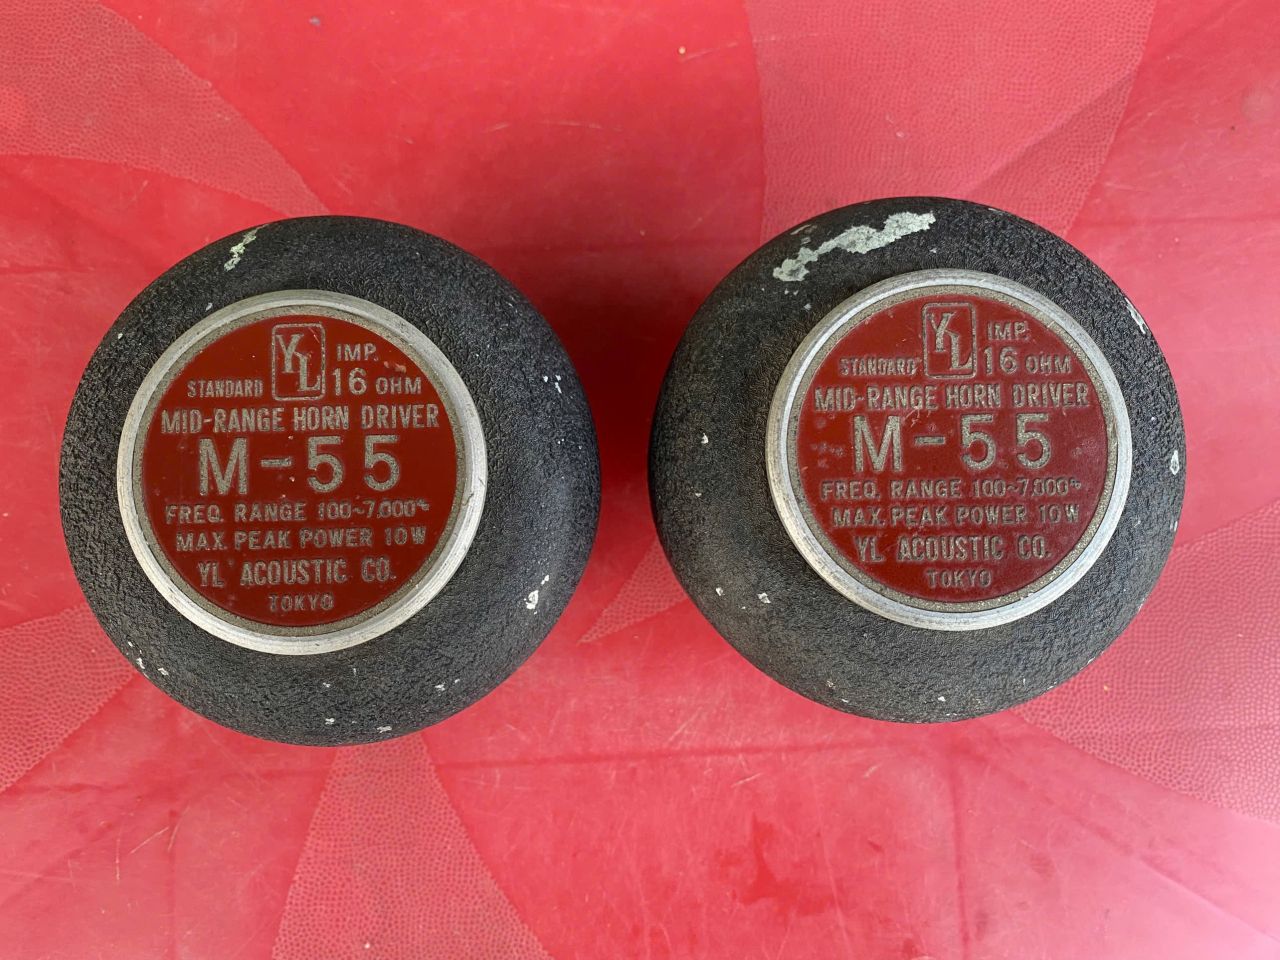 YL
IMP.
STANDARD
16 OHM
MID-RANGE HORN DRIVER
M-55
FREQ. RANGE 100~7,000~
MAX. PEAK POWER 10W
YL ACOUSTIC CO.
TOKYO
YL
IMP.
STANDARD
16 OHM
MID-RANGE HORN DRIVER
M-55
FREQ. RANGE 100~7,000~
MAX. PEAK POWER 10W
YL ACOUSTIC CO.
TOKYO